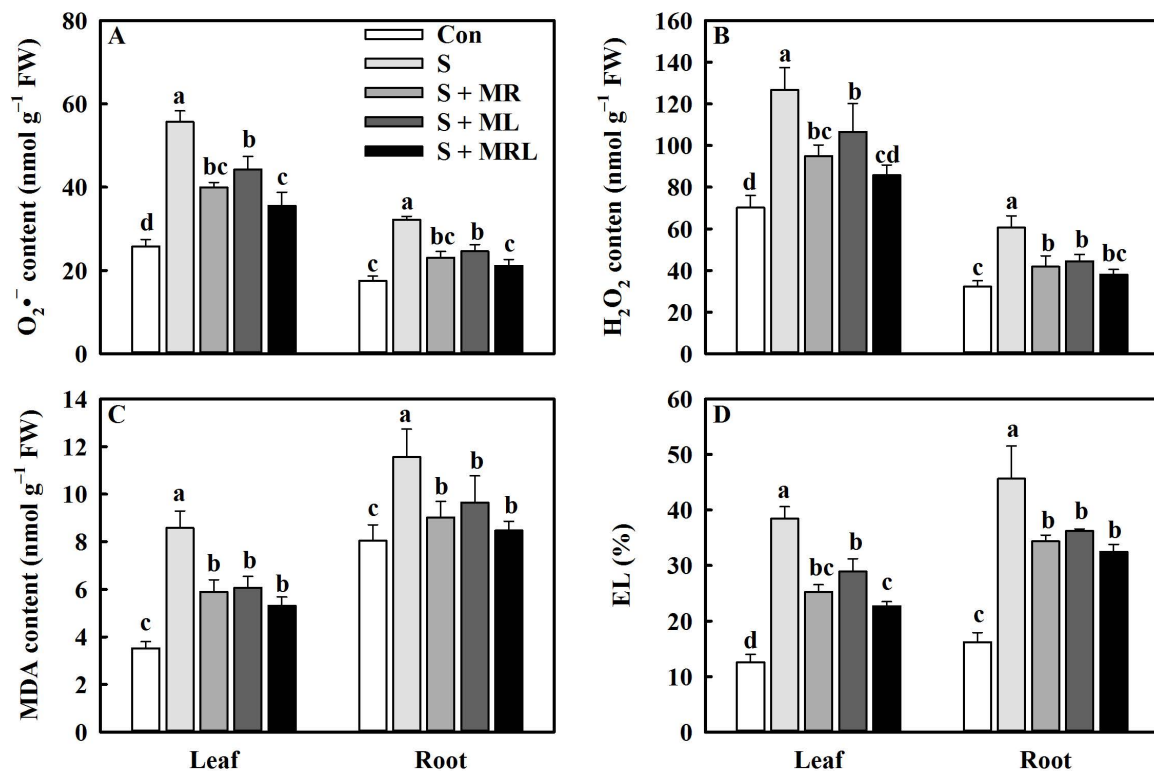 A
O₂•⁻ content (nmol g⁻¹ FW)
80
60
40
20
0
Con
S
S + MR
S + ML
S + MRL
d
a
bc
b
c
c
a
bc
b
c
B
H₂O₂ conten (nmol g⁻¹ FW)
160
140
120
100
80
60
40
20
0
d
a
bc
b
cd
c
a
b
b
bc
C
MDA content (nmol g⁻¹ FW)
14
12
10
8
6
4
2
0
c
a
b
b
b
c
a
b
b
b
Leaf
Root
D
EL (%)
60
50
40
30
20
10
0
d
a
bc
b
c
c
a
b
b
b
Leaf
Root